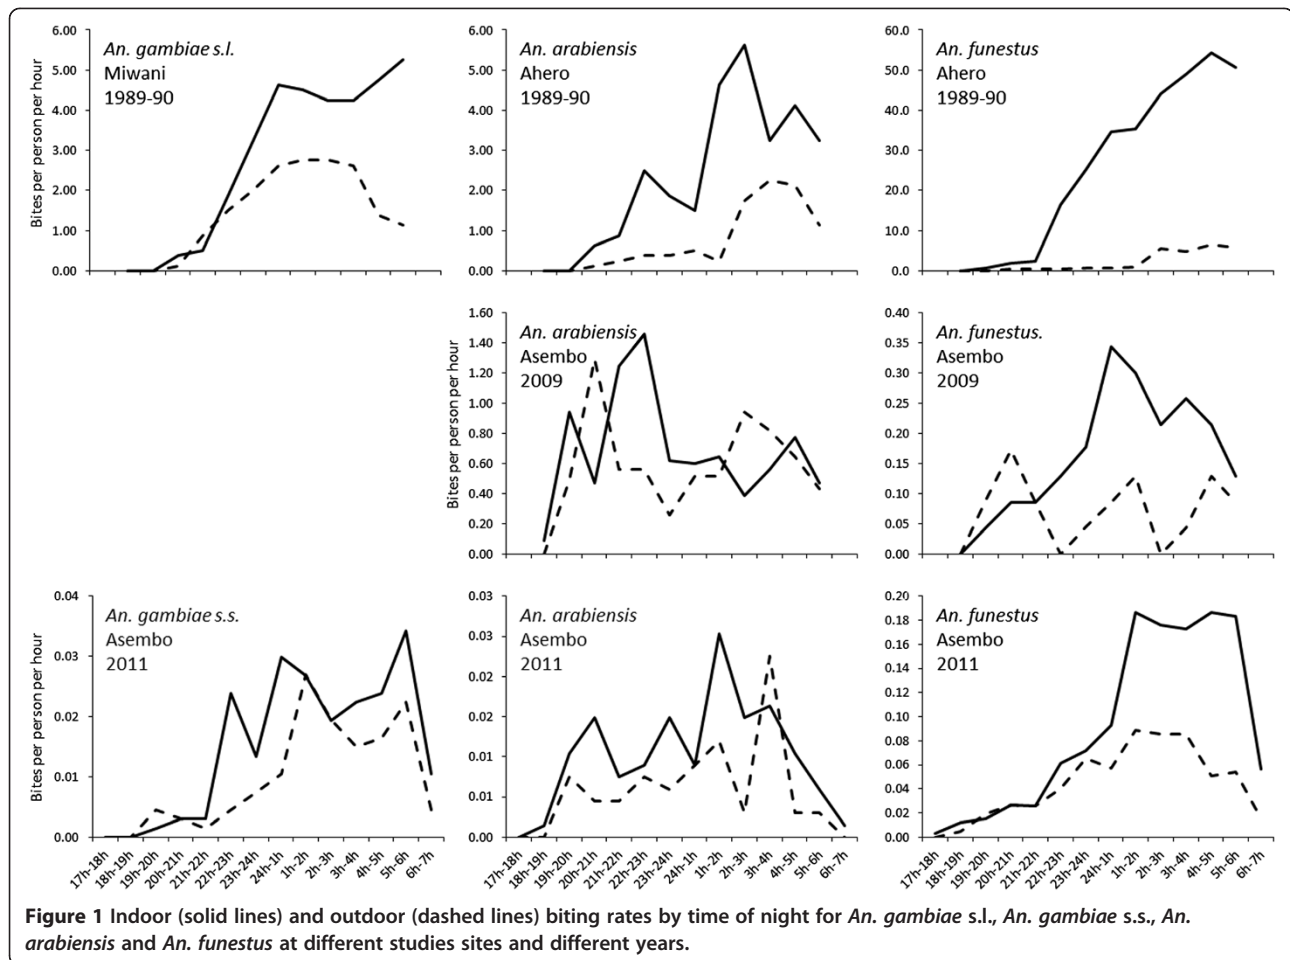 An. gambiae s.l.
Miwani
1989-90
Bites per person per hour
6.00
5.00
4.00
3.00
2.00
1.00
0.00
An. arabiensis
Ahero
1989-90
6.00
5.00
4.00
3.00
2.00
1.00
0.00
An. funestus
Ahero
1989-90
60.0
50.0
40.0
30.0
20.0
10.0
0.0
An. arabiensis
Asembo
2009
Bites per person per hour
1.60
1.40
1.20
1.00
0.80
0.60
0.40
0.20
0.00
An. funestus.
Asembo
2009
0.40
0.35
0.30
0.25
0.20
0.15
0.10
0.05
0.00
An. gambiae s.s.
Asembo
2011
Bites per person per hour
0.04
0.03
0.02
0.01
0.00
17h-18h
18h-19h
19h-20h
20h-21h
21h-22h
22h-23h
23h-24h
24h-1h
1h-2h
2h-3h
3h-4h
4h-5h
5h-6h
6h-7h
An. arabiensis
Asembo
2011
0.03
0.03
0.02
0.02
0.01
0.01
0.00
17h-18h
18h-19h
19h-20h
20h-21h
21h-22h
22h-23h
23h-24h
24h-1h
1h-2h
2h-3h
3h-4h
4h-5h
5h-6h
6h-7h
An. funestus
Asembo
2011
0.20
0.18
0.16
0.14
0.12
0.10
0.08
0.06
0.04
0.02
0.00
17h-18h
18h-19h
19h-20h
20h-21h
21h-22h
22h-23h
23h-24h
24h-1h
1h-2h
2h-3h
3h-4h
4h-5h
5h-6h
6h-7h
Figure 1 Indoor (solid lines) and outdoor (dashed lines) biting rates by time of night for An. gambiae s.l., An. gambiae s.s., An.
arabiensis and An. funestus at different studies sites and different years.